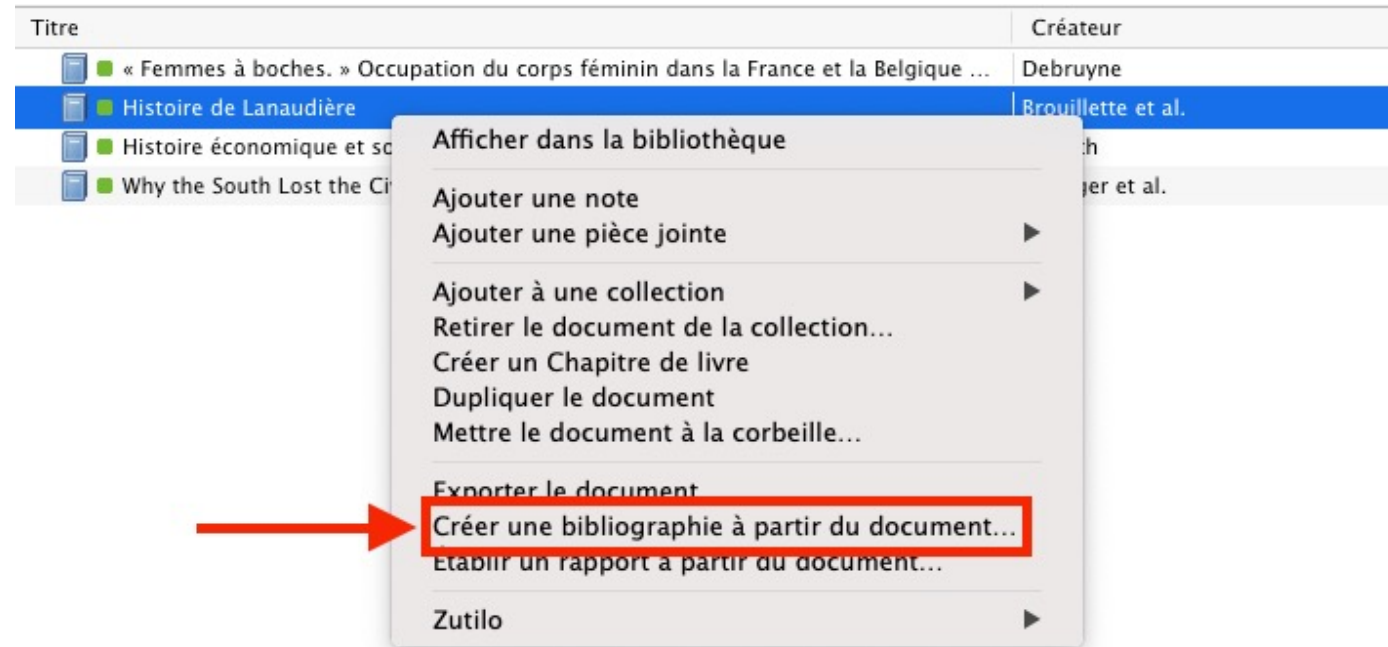 Titre Créateur
« Femmes à boches. » Occupation du corps féminin dans la France et la Belgique ... Debruyne
Histoire de Lanaudière Brouillette et al.
Histoire économique et
Why the South Lost the et al.
Afficher dans la bibliothèque
Ajouter une note
Ajouter une pièce jointe
Ajouter à une collection
Retirer le document de la collection...
Créer un Chapitre de livre
Dupliquer le document
Mettre le document à la corbeille...
Exporter le document
Créer une bibliographie à partir du document...
Établir un rapport à partir du document...
Zutilo